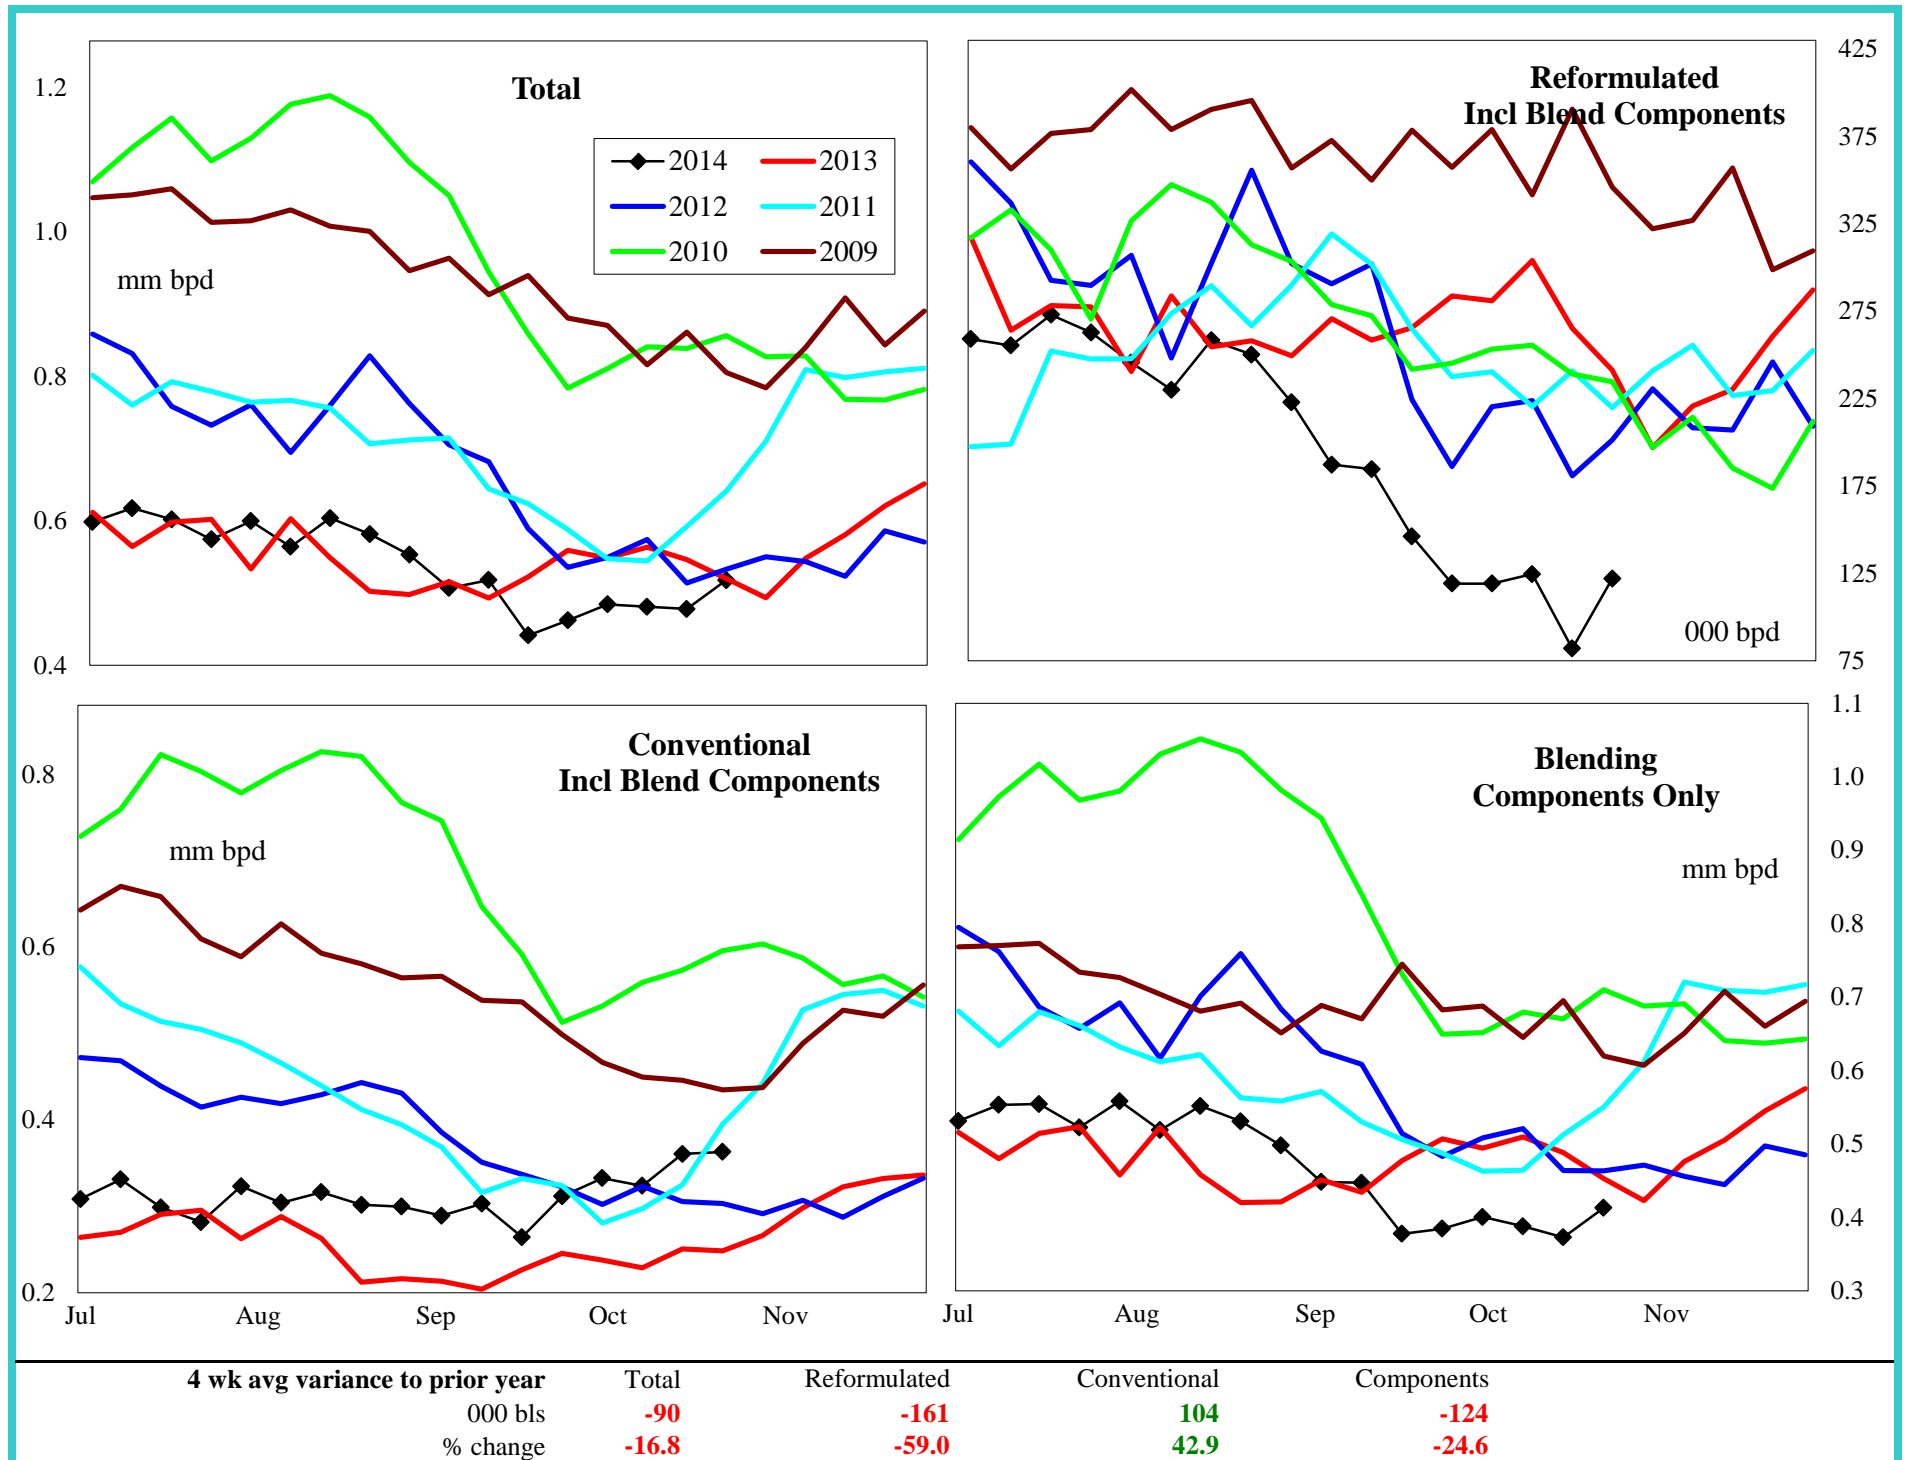 Total
1.2
1.0
0.8
0.6
0.4
mm bpd
2014 2013
2012 2011
2010 2009
Reformulated
Incl Blend Components
425
375
325
275
225
175
125
75
000 bpd
Conventional
Incl Blend Components
mm bpd
0.8
0.6
0.4
0.2
Jul Aug Sep Oct Nov
Blending
Components Only
mm bpd
1.1
1.0
0.9
0.8
0.7
0.6
0.5
0.4
0.3
Jul Aug Sep Oct Nov
4 wk avg variance to prior year Total Reformulated Conventional Components
000 bls -90 -161 104 -124
% change -16.8 -59.0 42.9 -24.6